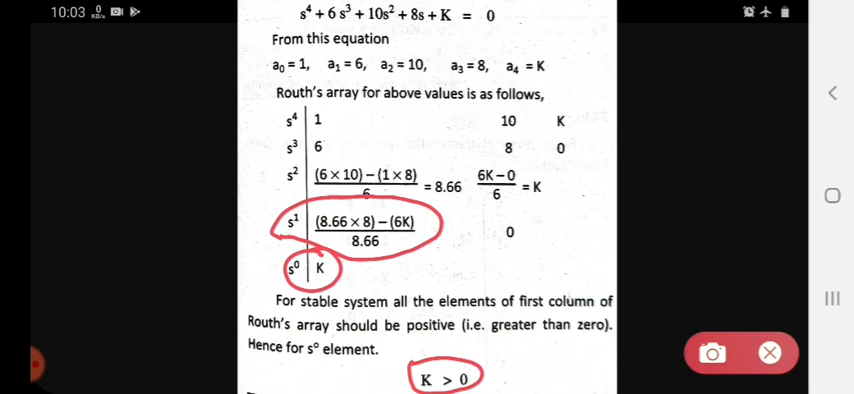 10:03 0 KB/s
s⁴ + 6 s³ + 10s² + 8s + K = 0
From this equation
a₀ = 1, a₁ = 6, a₂ = 10, a₃ = 8, a₄ = K
Routh's array for above values is as follows,
s⁴ 1 10 K
s³ 6 8 0
s² (6 × 10) – (1 × 8) / 6 = 8.66 6K – 0 / 6 = K
s¹ (8.66 × 8) – (6K) / 8.66 0
s⁰ K
For stable system all the elements of first column of
Routh's array should be positive (i.e. greater than zero).
Hence for s⁰ element.
K > 0